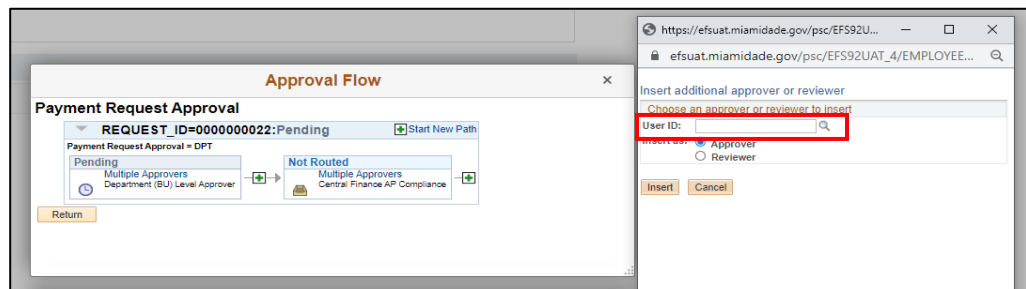 Approval Flow
×
Payment Request Approval
REQUEST_ID=0000000022:Pending
Start New Path
Payment Request Approval = DPT
Pending
Multiple Approvers
Department (BU) Level Approver
Not Routed
Multiple Approvers
Central Finance AP Compliance
Return
https://efsuat.miamidade.gov/psc/EFS92U...
efsuat.miamidade.gov/psc/EFS92UAT_4/EMPLOYEE...
Insert additional approver or reviewer
Choose an approver or reviewer to insert
User ID:
Insert as: Approver
Reviewer
Insert Cancel